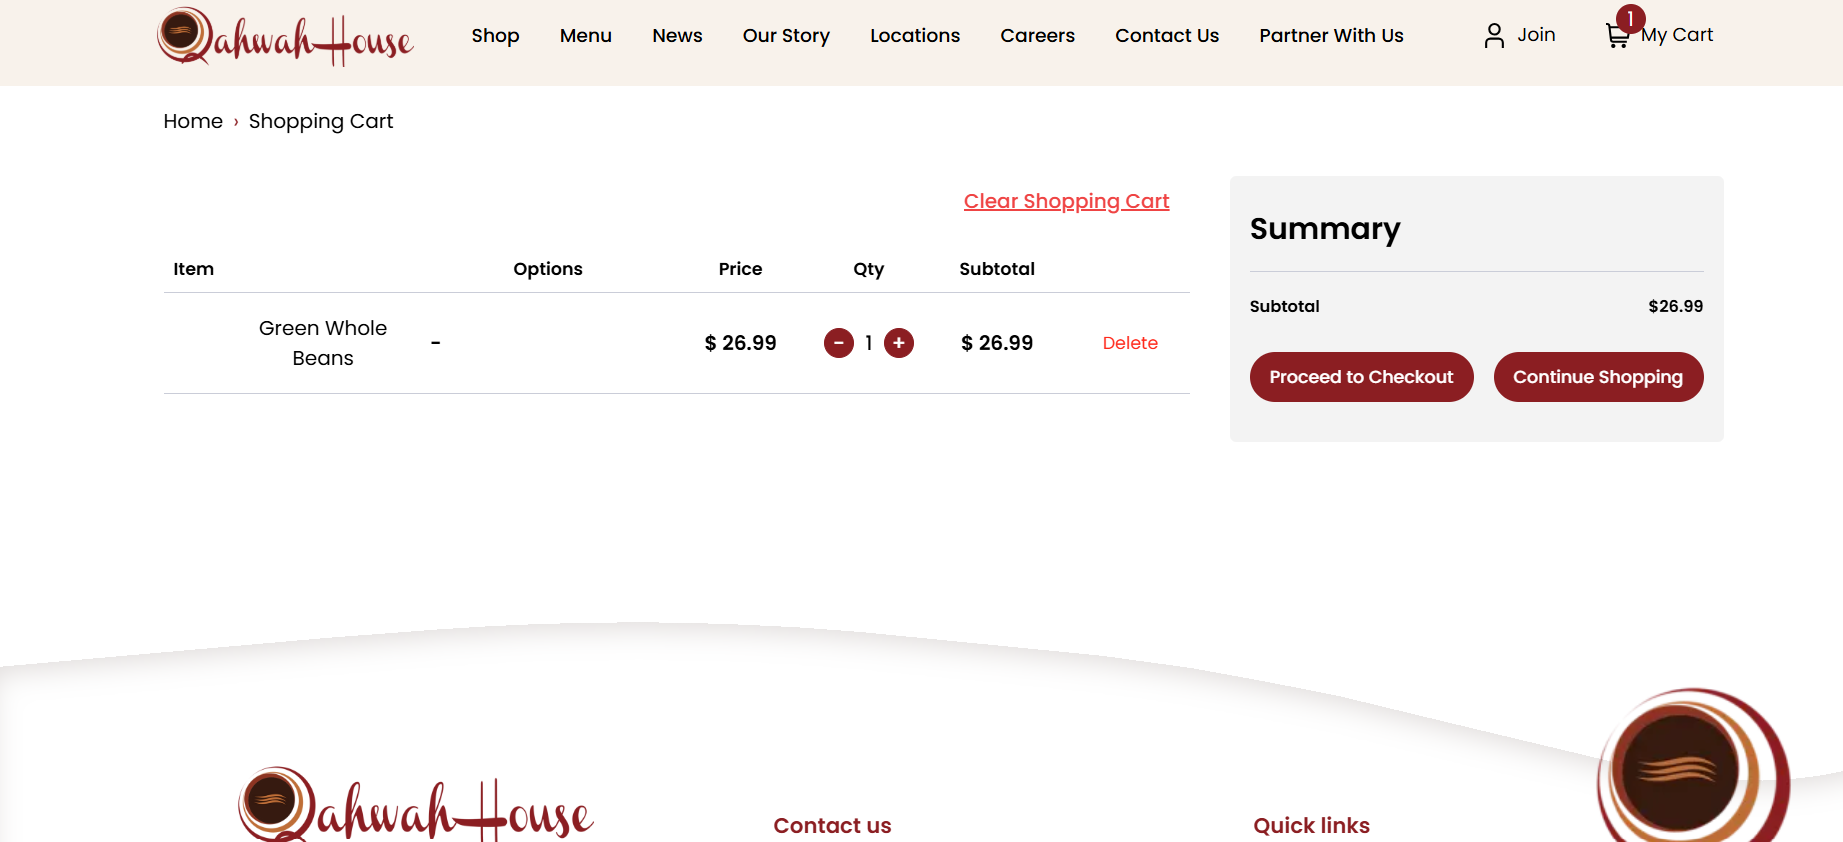 Qahwah House
Shop Menu News Our Story Locations Careers Contact Us Partner With Us Join 1 My Cart
Home › Shopping Cart
Clear Shopping Cart
Item Options Price Qty Subtotal
Green Whole
Beans
- $ 26.99 - 1 + $ 26.99 Delete
Summary
Subtotal $26.99
Proceed to Checkout Continue Shopping
Qahwah House
Contact us
Quick links